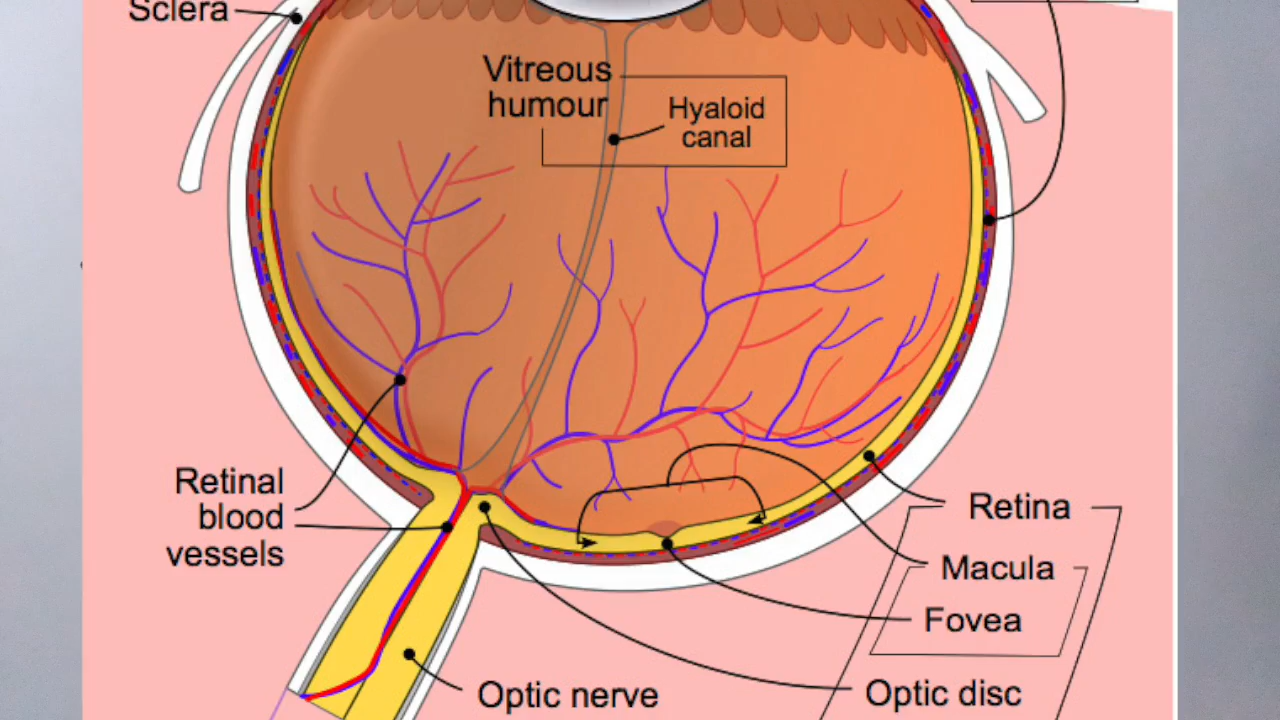 Sclera
Vitreous
humour
Hyaloid
canal
Retinal
blood
vessels
Retina
Macula
Fovea
Optic nerve
Optic disc